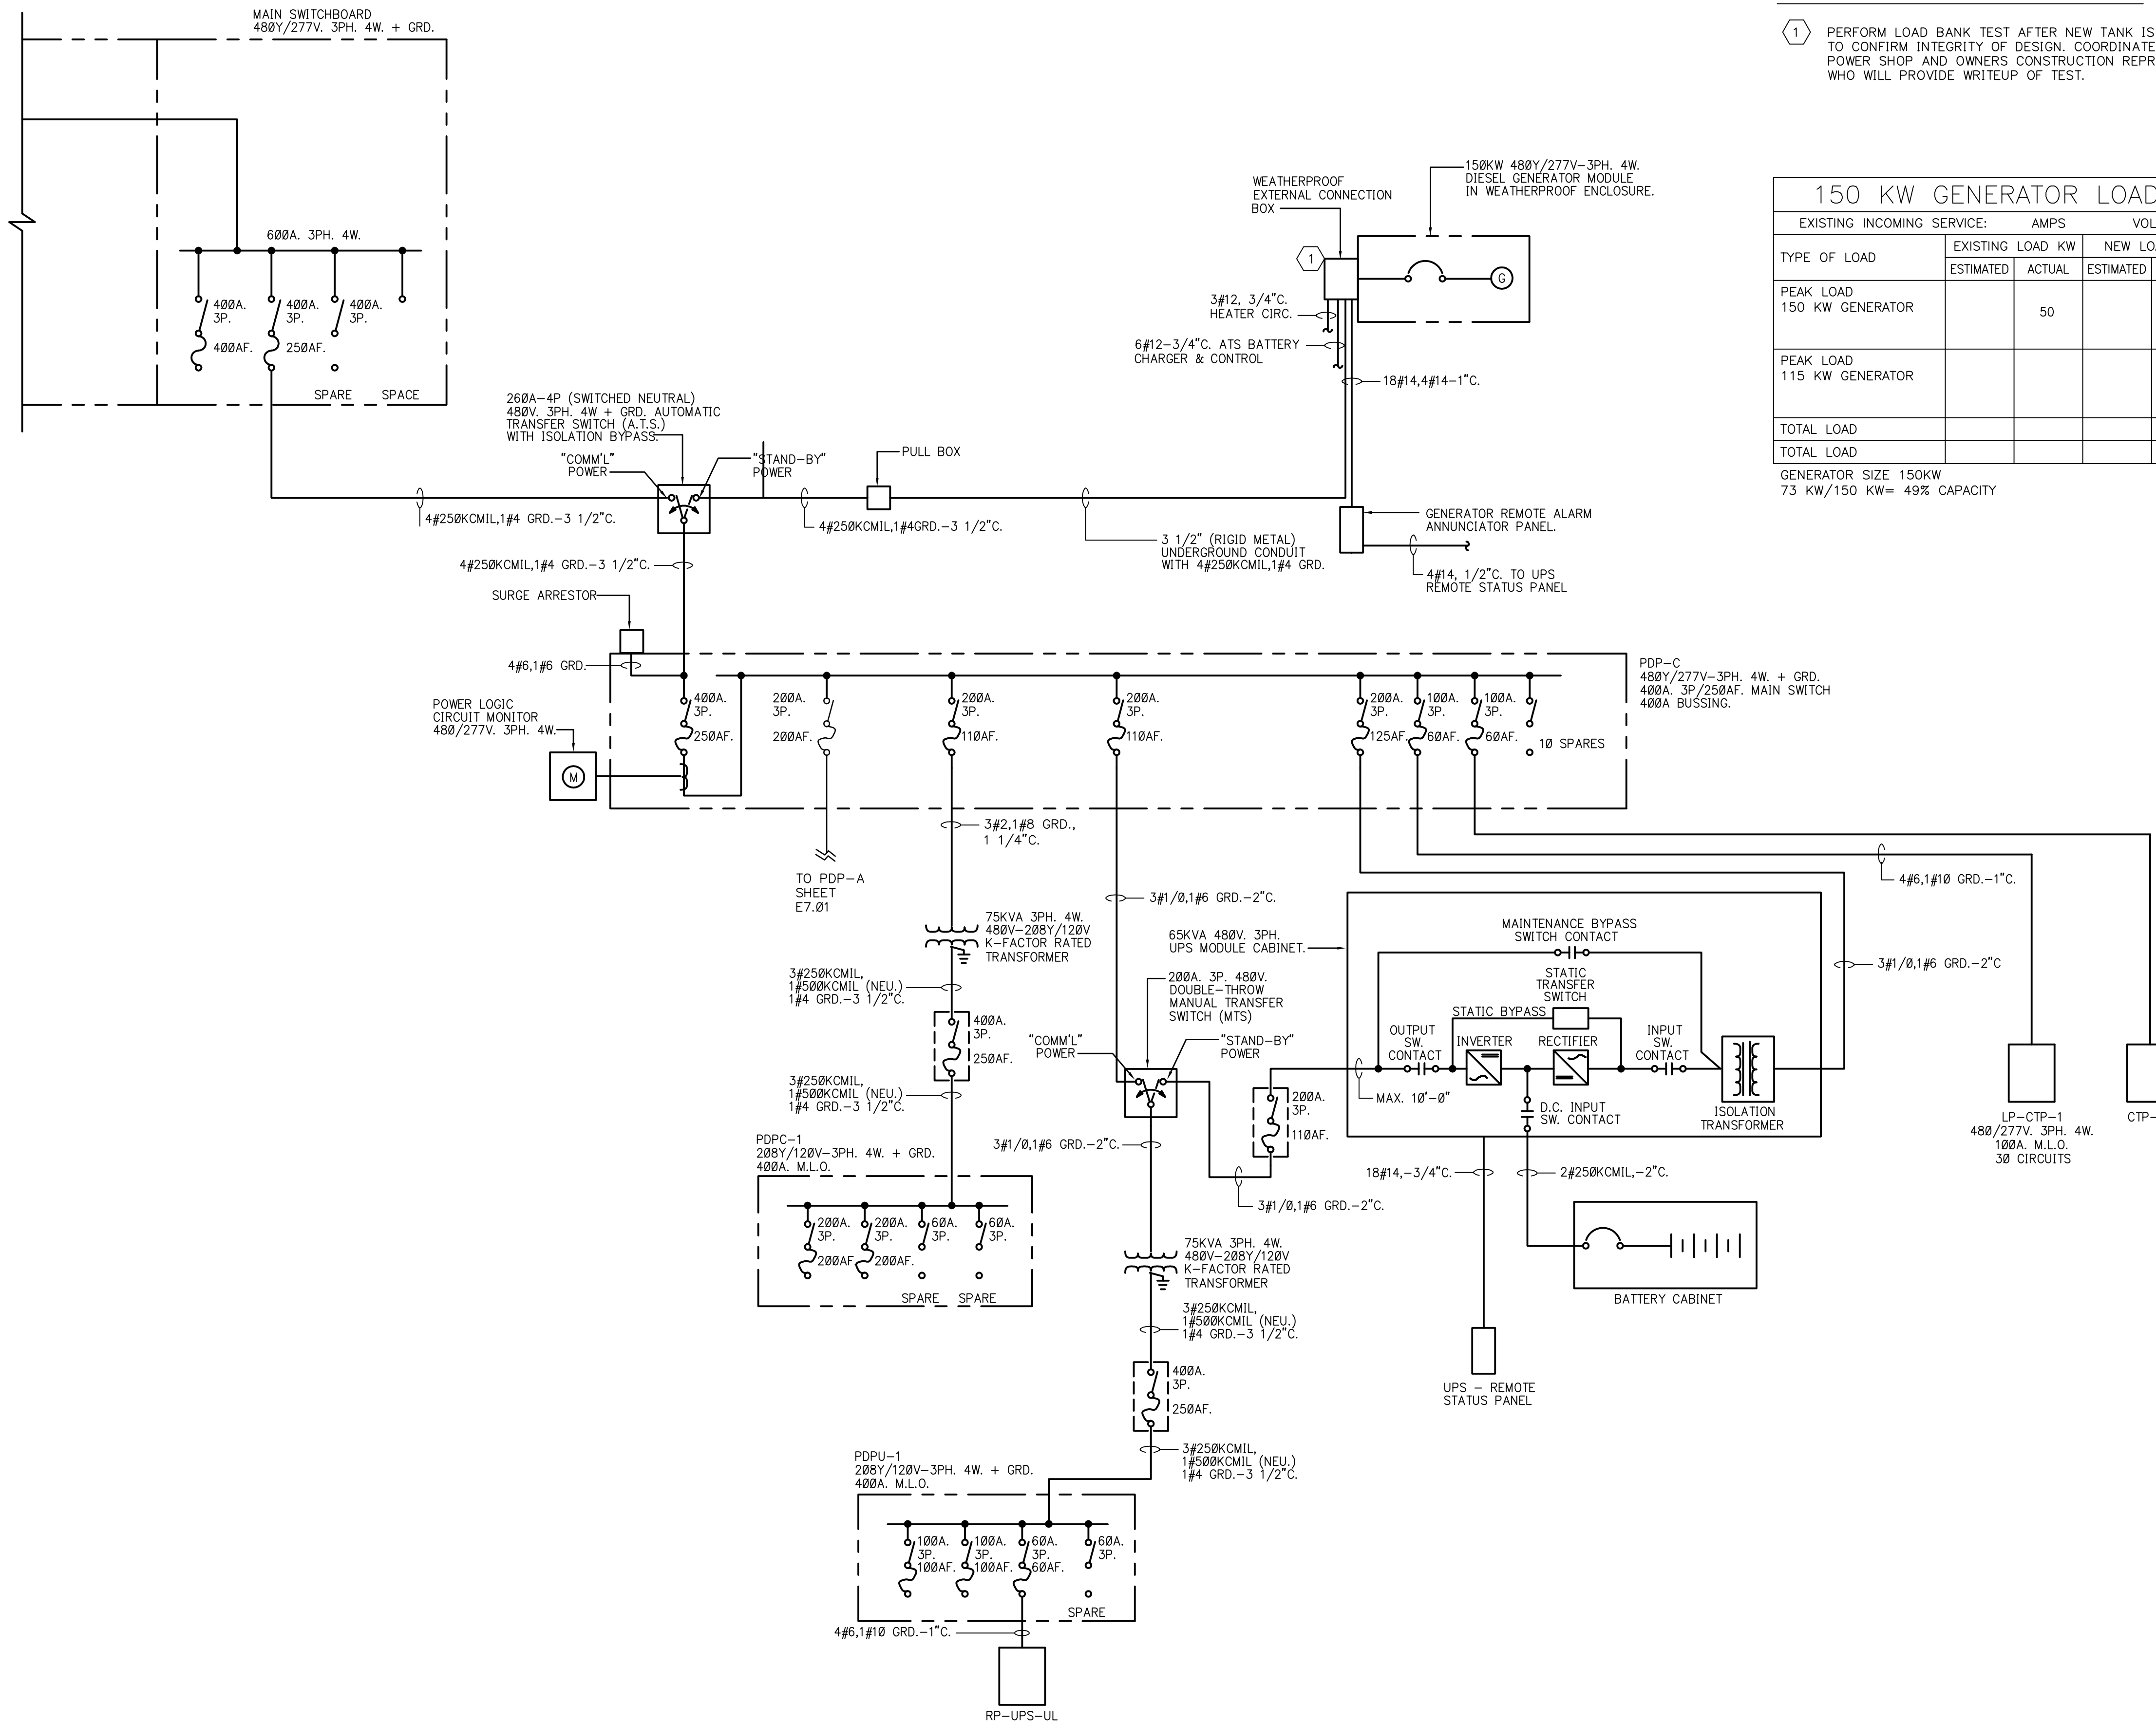 MAIN SWITCHBOARD
480Y/277V. 3PH. 4W. + GRD.
600A. 3PH. 4W.
400A.
3P.
400AF.
400A.
3P.
250AF.
400A.
3P.
SPARE
SPACE
1
PERFORM LOAD BANK TEST AFTER NEW TANK IS
TO CONFIRM INTEGRITY OF DESIGN. COORDINATE
POWER SHOP AND OWNERS CONSTRUCTION REPR
WHO WILL PROVIDE WRITEUP OF TEST.
150 KW GENERATOR LOAD
EXISTING INCOMING SERVICE: AMPS VOL
TYPE OF LOAD
EXISTING LOAD KW
NEW LO
ESTIMATED
ACTUAL
ESTIMATED
PEAK LOAD
150 KW GENERATOR
50
PEAK LOAD
115 KW GENERATOR
TOTAL LOAD
TOTAL LOAD
GENERATOR SIZE 150KW
73 KW/150 KW= 49% CAPACITY
WEATHERPROOF
EXTERNAL CONNECTION
BOX
150KW 480Y/277V-3PH. 4W.
DIESEL GENERATOR MODULE
IN WEATHERPROOF ENCLOSURE.
1
G
3#12, 3/4"C.
HEATER CIRC.
6#12-3/4"C. ATS BATTERY
CHARGER & CONTROL
18#14,4#14-1"C.
260A-4P (SWITCHED NEUTRAL)
480V. 3PH. 4W + GRD. AUTOMATIC
TRANSFER SWITCH (A.T.S.)
WITH ISOLATION BYPASS.
"COMM'L"
POWER
"STAND-BY"
POWER
PULL BOX
4#250KCMIL,1#4 GRD.-3 1/2"C.
4#250KCMIL,1#4GRD.-3 1/2"C.
3 1/2" (RIGID METAL)
UNDERGROUND CONDUIT
WITH 4#250KCMIL,1#4 GRD.
GENERATOR REMOTE ALARM
ANNUNCIATOR PANEL.
4#14, 1/2"C. TO UPS
REMOTE STATUS PANEL
4#250KCMIL,1#4 GRD.-3 1/2"C.
SURGE ARRESTOR
4#6,1#6 GRD.
POWER LOGIC
CIRCUIT MONITOR
480/277V. 3PH. 4W.
M
PDP-C
480Y/277V-3PH. 4W. + GRD.
400A. 3P/250AF. MAIN SWITCH
400A BUSSING.
400A.
3P.
250AF.
200A.
3P.
200AF.
200A.
3P.
110AF.
200A.
3P.
110AF.
200A.
3P.
125AF.
100A.
3P.
60AF.
100A.
3P.
60AF.
10 SPARES
TO PDP-A
SHEET
E7.01
3#2,1#8 GRD.,
1 1/4"C.
75KVA 3PH. 4W.
480V-208Y/120V
K-FACTOR RATED
TRANSFORMER
3#250KCMIL,
1#500KCMIL (NEU.)
1#4 GRD.-3 1/2"C.
400A.
3P.
250AF.
3#250KCMIL,
1#500KCMIL (NEU.)
1#4 GRD.-3 1/2"C.
PDPC-1
208Y/120V-3PH. 4W. + GRD.
400A. M.L.O.
200A.
3P.
200AF.
200A.
3P.
200AF.
60A.
3P.
60A.
3P.
SPARE
SPARE
3#1/0,1#6 GRD.-2"C.
65KVA 480V. 3PH.
UPS MODULE CABINET.
200A. 3P. 480V.
DOUBLE-THROW
MANUAL TRANSFER
SWITCH (MTS)
"COMM'L"
POWER
"STAND-BY"
POWER
3#1/0,1#6 GRD.-2"C.
200A.
3P.
110AF.
3#1/0,1#6 GRD.-2"C.
MAX. 10'-0"
MAINTENANCE BYPASS
SWITCH CONTACT
STATIC
TRANSFER
SWITCH
STATIC BYPASS
OUTPUT
SW.
CONTACT
INVERTER
RECTIFIER
INPUT
SW.
CONTACT
D.C. INPUT
SW. CONTACT
ISOLATION
TRANSFORMER
3#1/0,1#6 GRD.-2"C
4#6,1#10 GRD.-1"C.
LP-CTP-1
480/277V. 3PH. 4W.
100A. M.L.O.
30 CIRCUITS
CTP-
18#14,-3/4"C.
2#250KCMIL,-2"C.
BATTERY CABINET
UPS - REMOTE
STATUS PANEL
75KVA 3PH. 4W.
480V-208Y/120V
K-FACTOR RATED
TRANSFORMER
3#250KCMIL,
1#500KCMIL (NEU.)
1#4 GRD.-3 1/2"C.
400A.
3P.
250AF.
3#250KCMIL,
1#500KCMIL (NEU.)
1#4 GRD.-3 1/2"C.
PDPU-1
208Y/120V-3PH. 4W. + GRD.
400A. M.L.O.
100A.
3P.
100AF.
100A.
3P.
100AF.
60A.
3P.
60AF.
60A.
3P.
SPARE
4#6,1#10 GRD.-1"C.
RP-UPS-UL